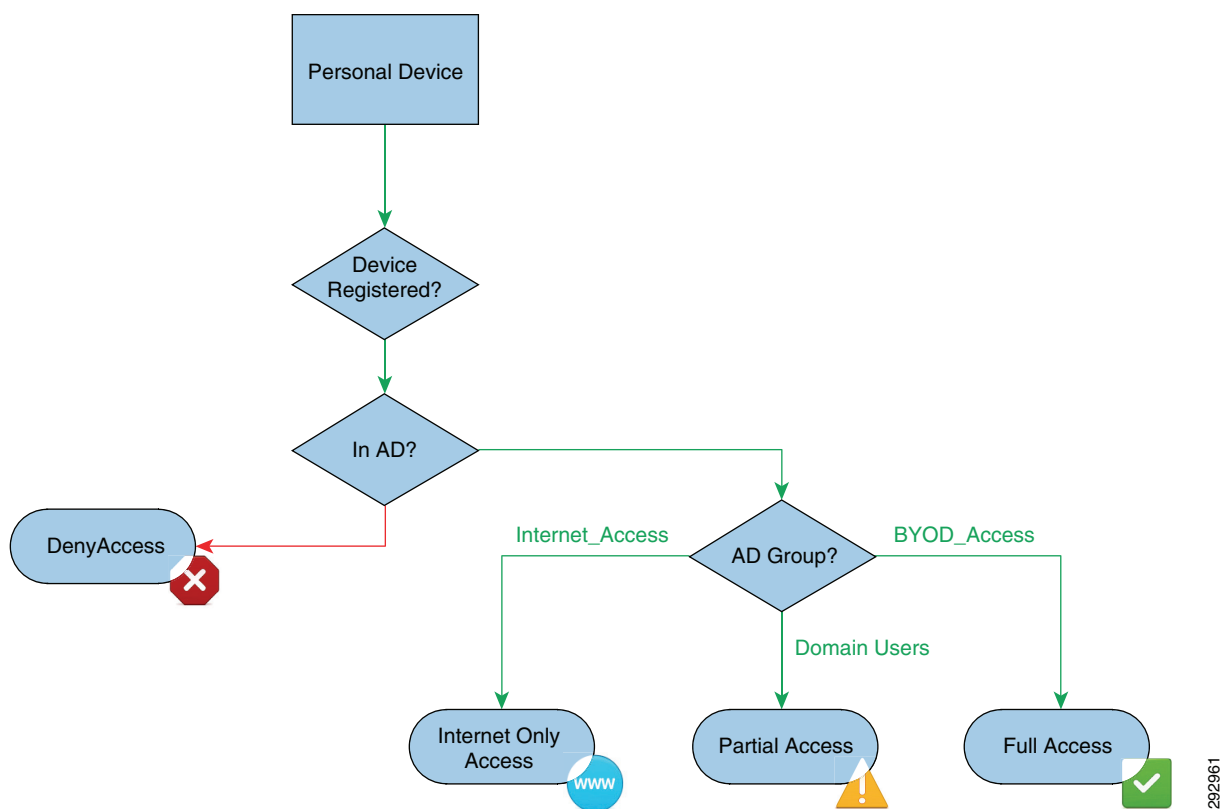 Personal Device
Device
Registered?
In AD?
DenyAccess
Internet_Access
AD Group?
BYOD_Access
Domain Users
Internet Only
Access
www
Partial Access
Full Access
292961